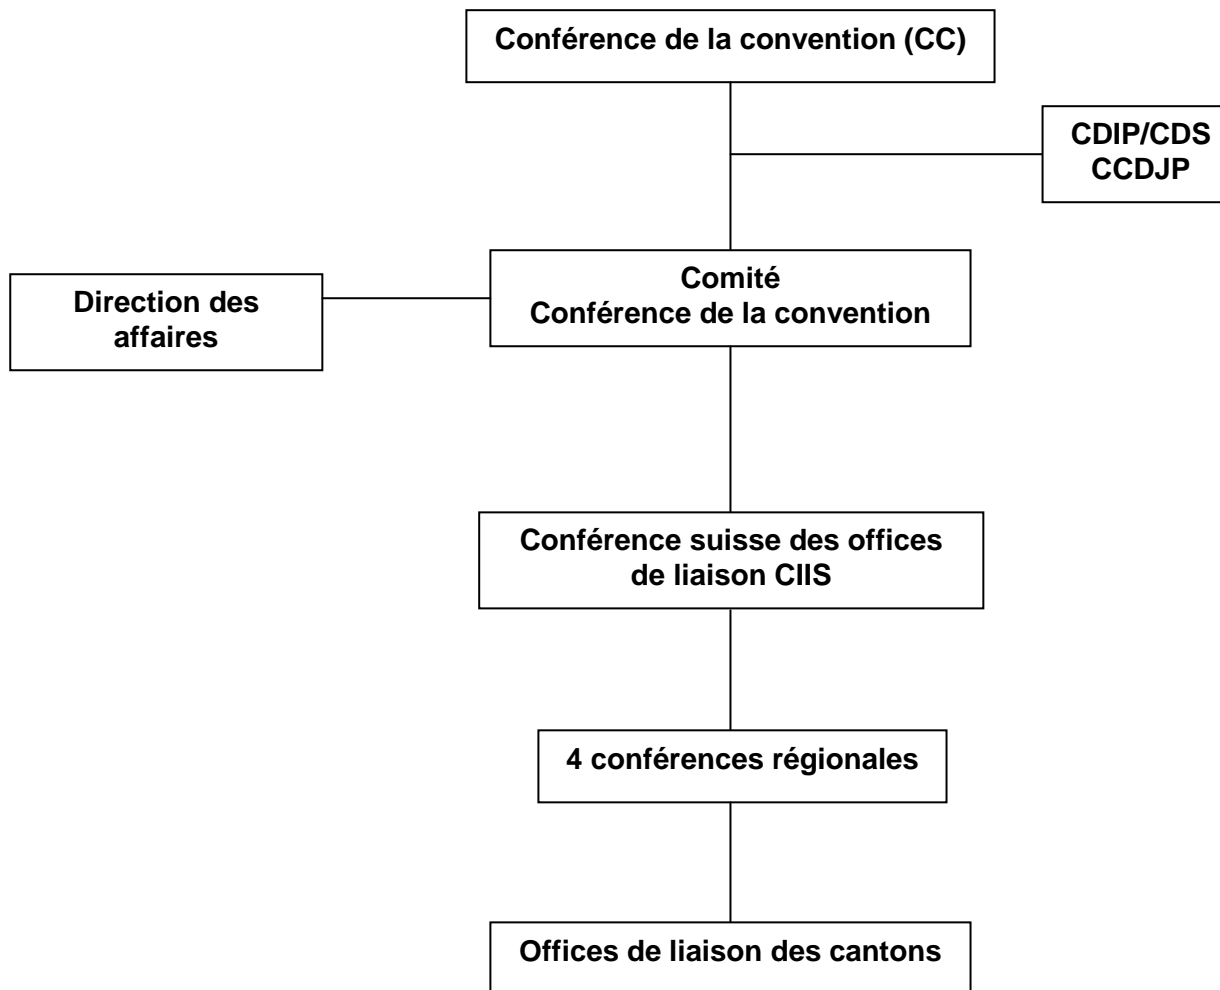 Conférence de la convention (CC)
CDIP/CDS
CCDJP
Comité
Conférence de la convention
Direction des
affaires
Conférence suisse des offices
de liaison CIIS
4 conférences régionales
Offices de liaison des cantons